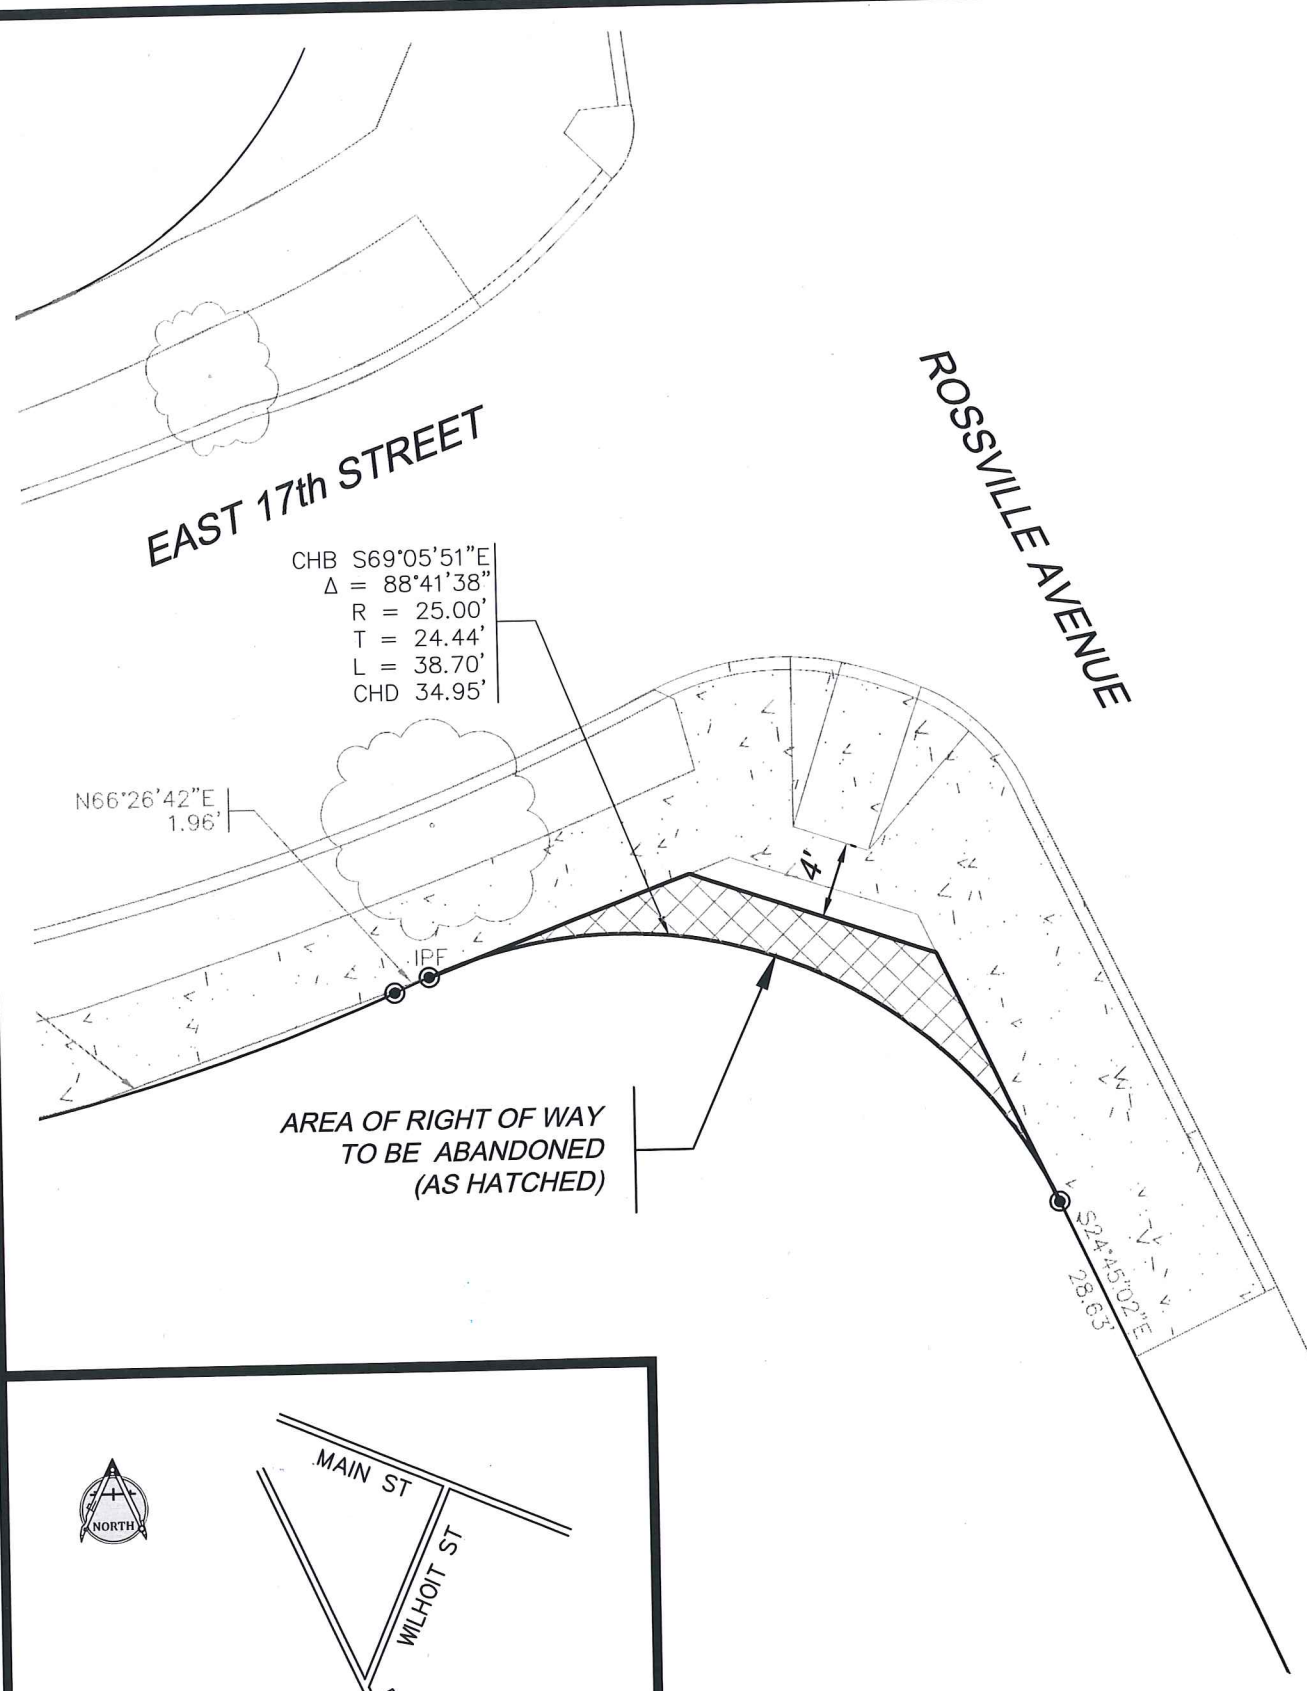 EAST 17th STREET
ROSSVILLE AVENUE
CHB S69°05'51"E
Δ = 88°41'38"
R = 25.00'
T = 24.44'
L = 38.70'
CHD 34.95'
N66°26'42"E
1.96'
4'
IPF
AREA OF RIGHT OF WAY
TO BE ABANDONED
(AS HATCHED)
S24°45'02"E
28.63'
MAIN ST
WILHOIT ST
NORTH